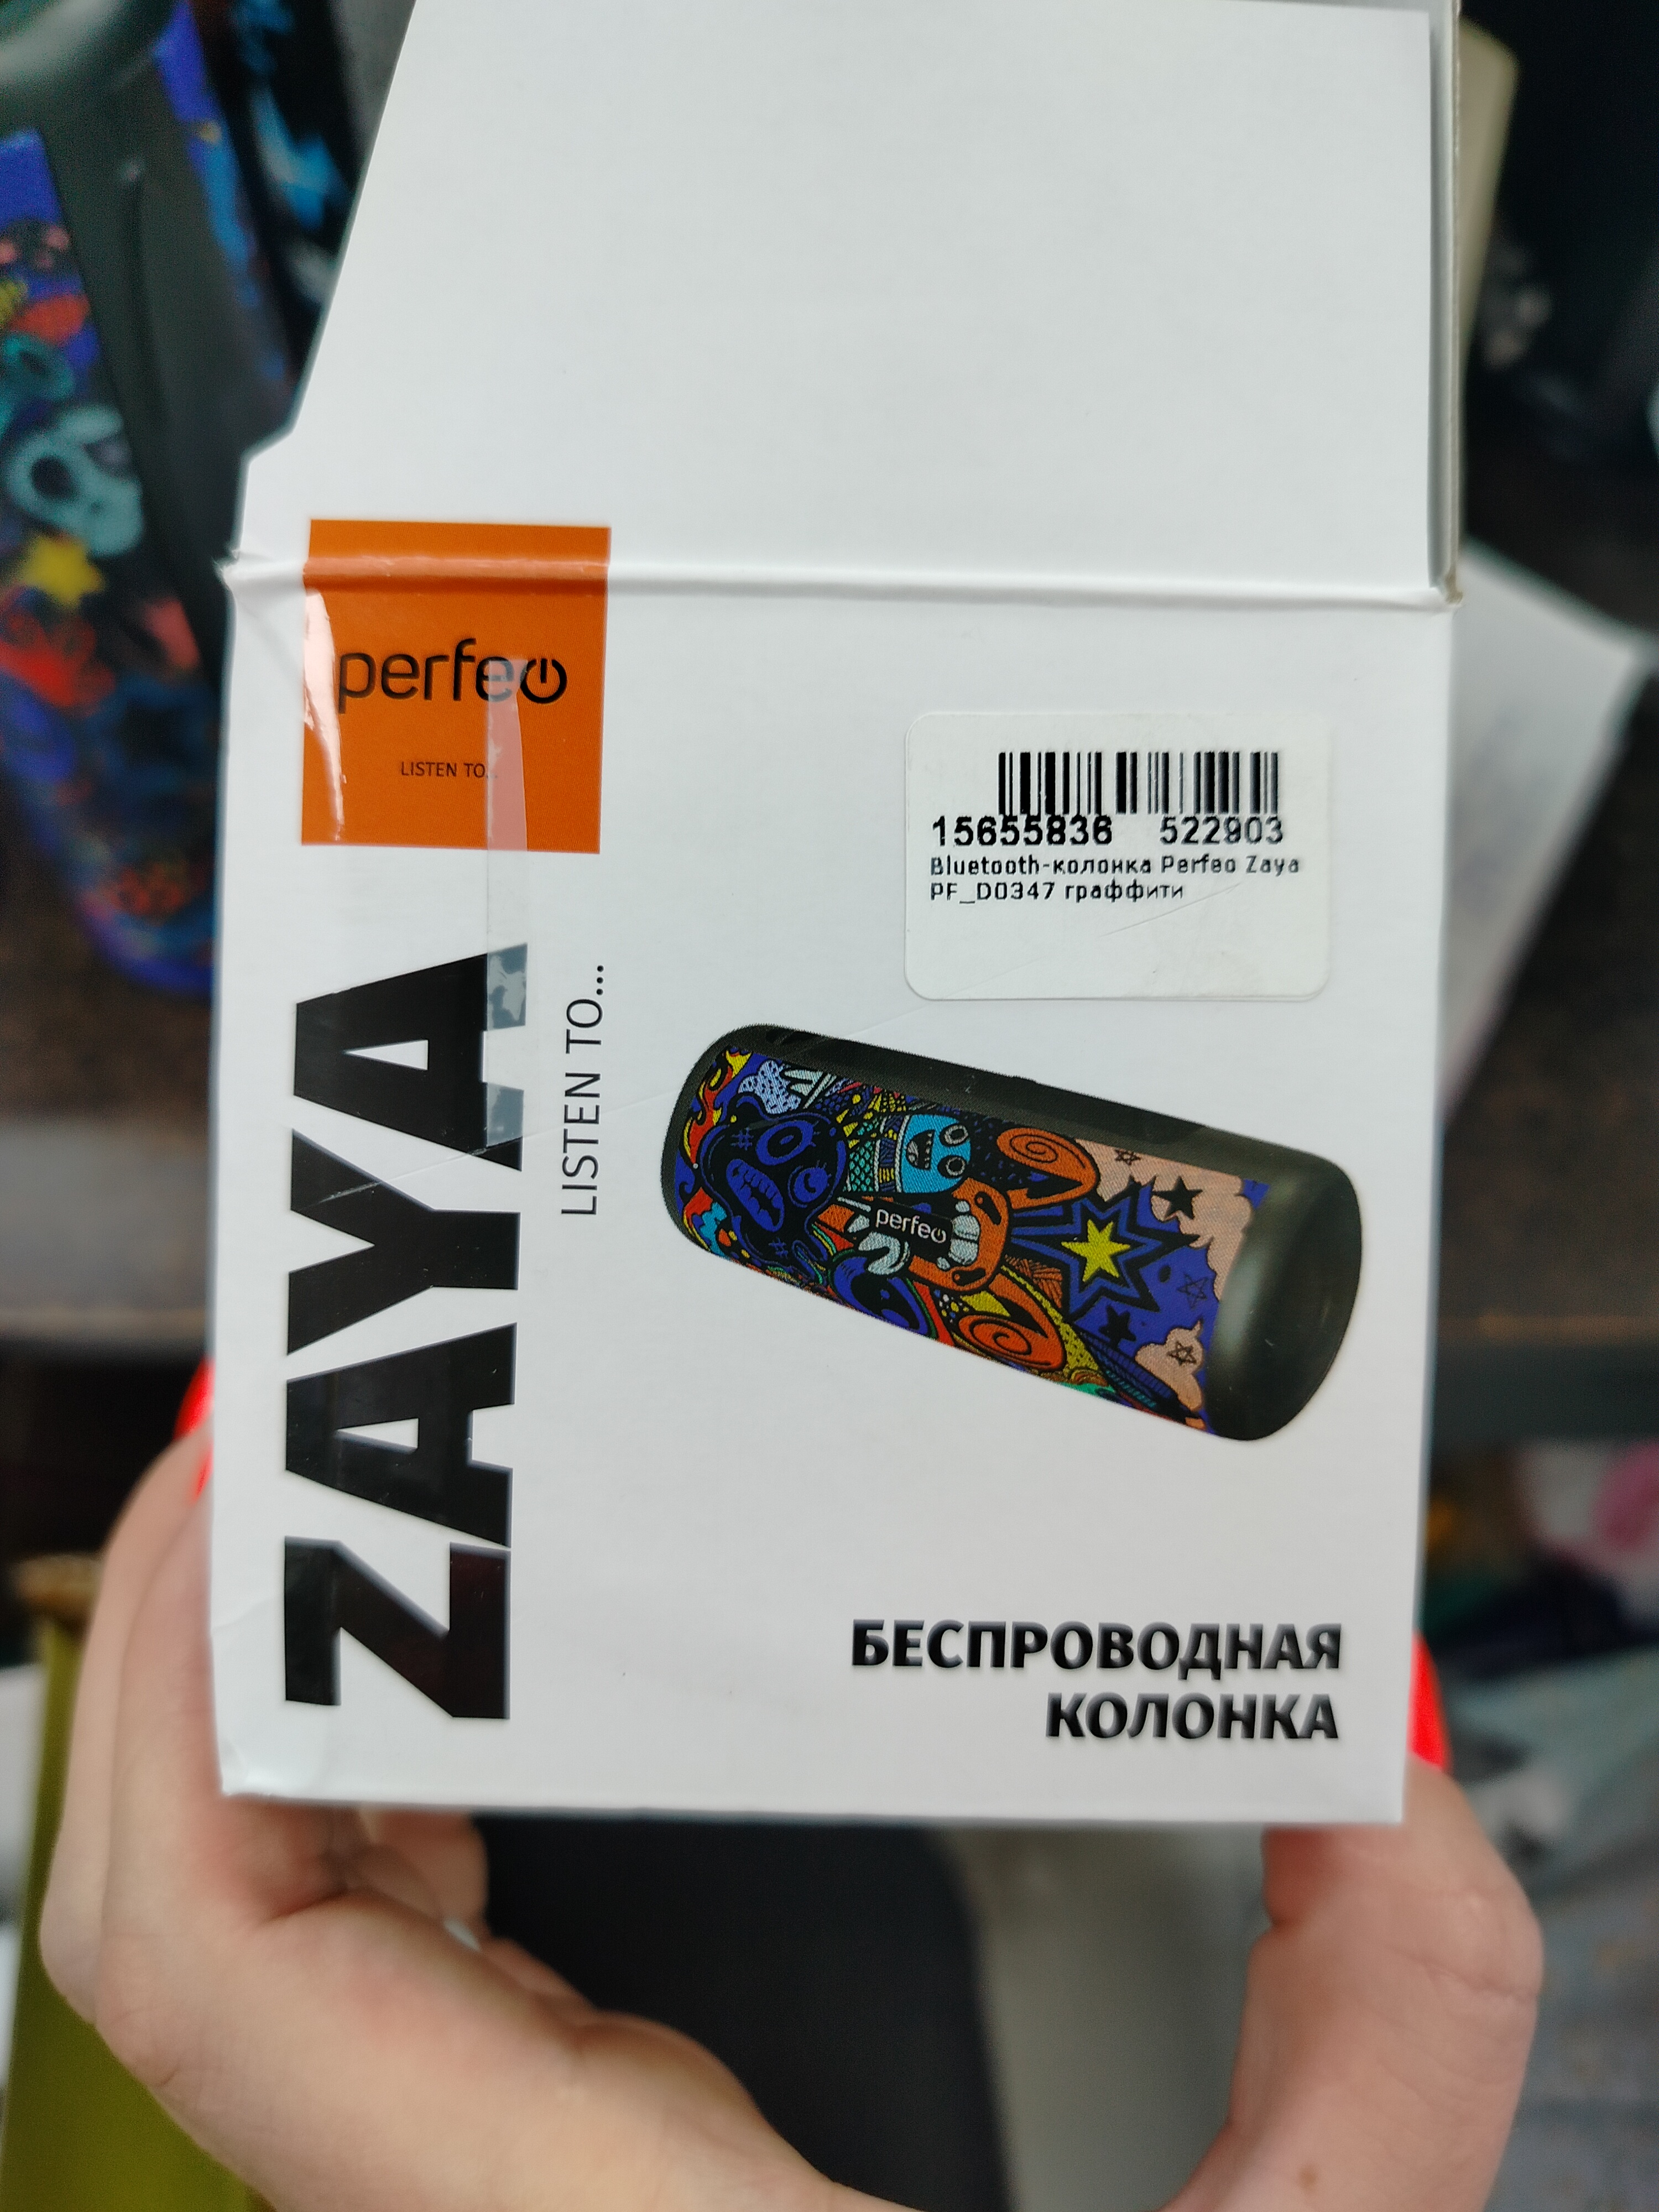 perfeo
LISTEN TO...
15655836 522903
Bluetooth-колонка Perfeo Zaya
PF_D0347 граффити
ZAYA
LISTEN TO...
perfeo
БЕСПРОВОДНАЯ
КОЛОНКА